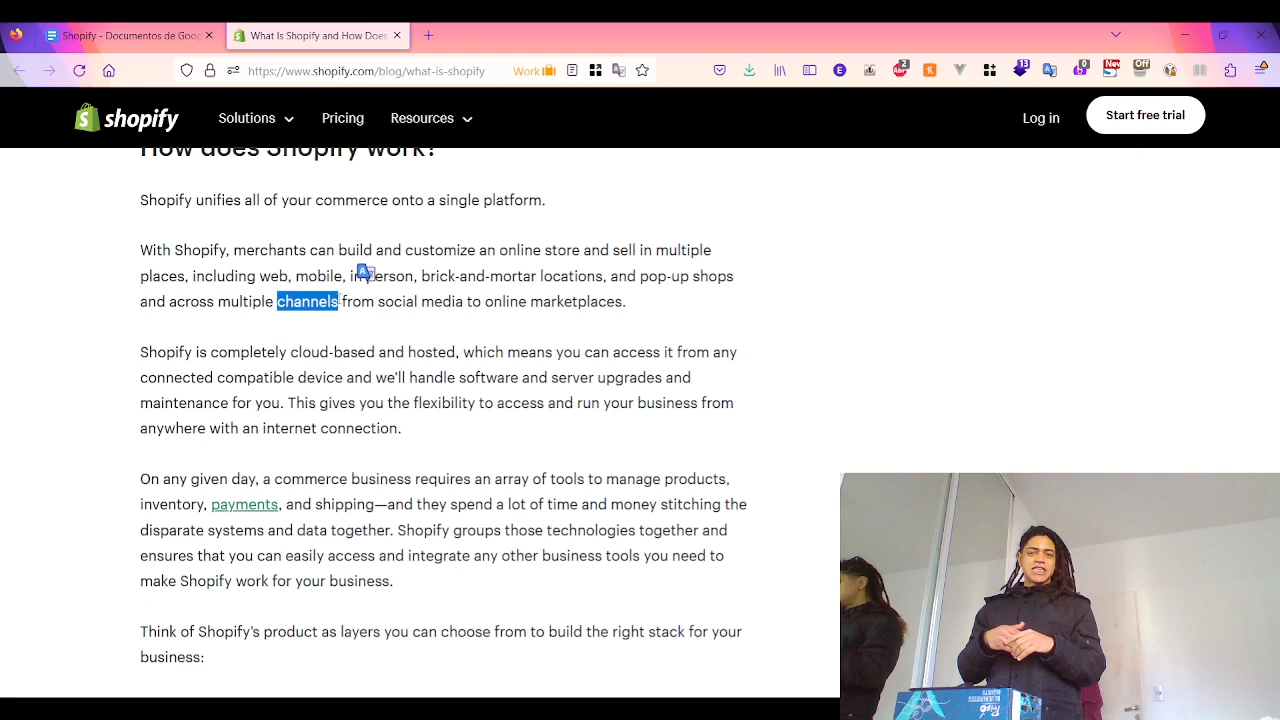 Shopify - Documentos de Goog
What Is Shopify and How Does
https://www.shopify.com/blog/what-is-shopify
Work
2
13
0
New
Off
shopify
Solutions
Pricing
Resources
Log in
Start free trial
How does Shopify work?
Shopify unifies all of your commerce onto a single platform.
With Shopify, merchants can build and customize an online store and sell in multiple
places, including web, mobile, in-person, brick-and-mortar locations, and pop-up shops
and across multiple channels from social media to online marketplaces.
Shopify is completely cloud-based and hosted, which means you can access it from any
connected compatible device and we'll handle software and server upgrades and
maintenance for you. This gives you the flexibility to access and run your business from
anywhere with an internet connection.
On any given day, a commerce business requires an array of tools to manage products,
inventory, payments, and shipping—and they spend a lot of time and money stitching the
disparate systems and data together. Shopify groups those technologies together and
ensures that you can easily access and integrate any other business tools you need to
make Shopify work for your business.
Think of Shopify's product as layers you can choose from to build the right stack for your
business: